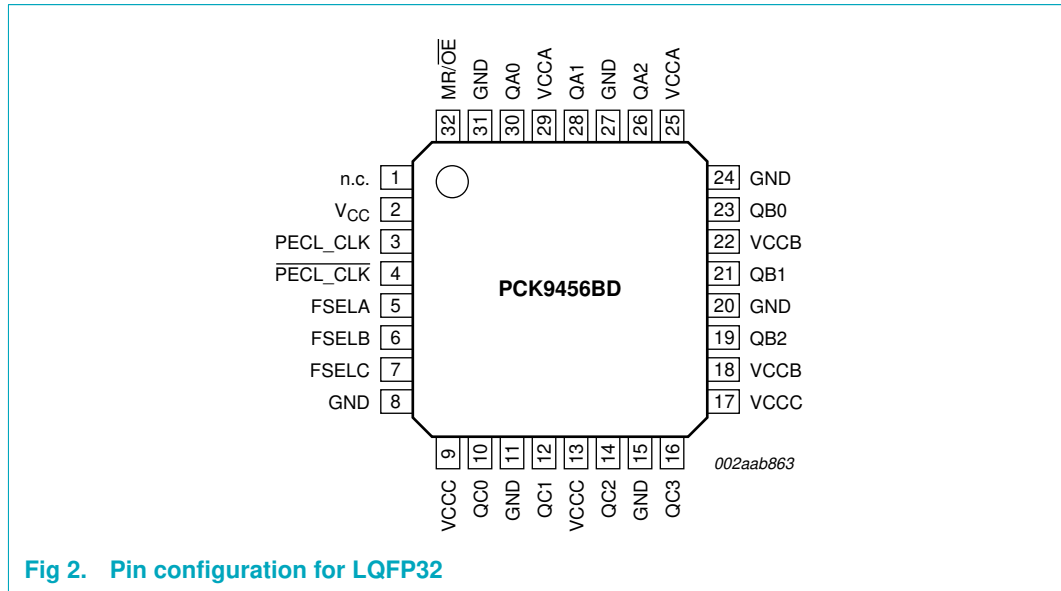 MR/OE
GND
QA0
VCCA
QA1
GND
QA2
VCCA
32
31
30
29
28
27
26
25
n.c. 1
VCC 2
PECL_CLK 3
PECL_CLK 4
FSELA 5
FSELB 6
FSELC 7
GND 8
PCK9456BD
24 GND
23 QB0
22 VCCB
21 QB1
20 GND
19 QB2
18 VCCB
17 VCCC
9
10
11
12
13
14
15
16
VCCC
QC0
GND
QC1
VCCC
QC2
GND
QC3
002aab863
Fig 2. Pin configuration for LQFP32